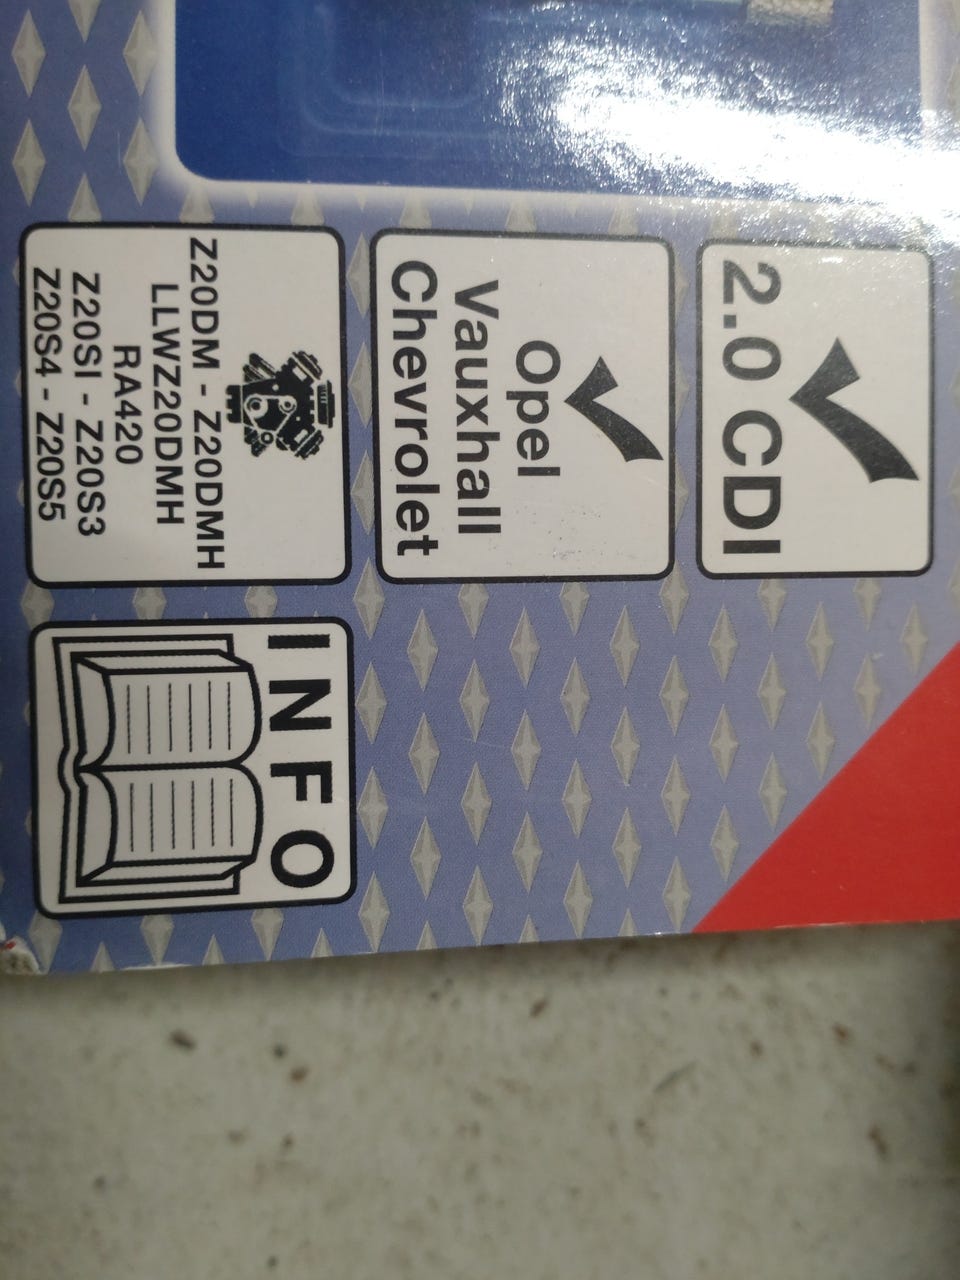 2.0 CDI
Opel
Vauxhall
Chevrolet
Z20DM - Z20DMH
LLWZ20DMH
RA420
Z20SI - Z20S3
Z20S4 - Z20S5
INFO